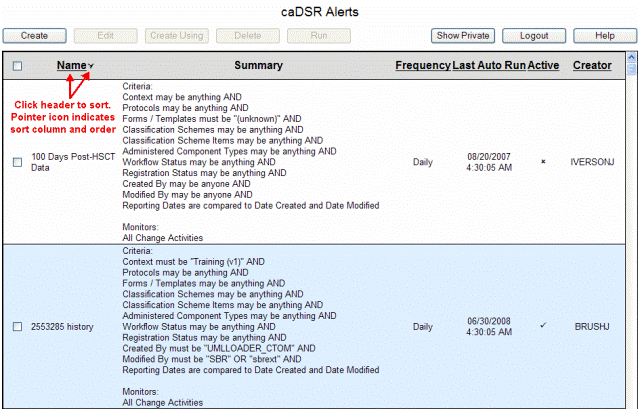 caDSR Alerts
Create Edit Create Using Delete Run Show Private Logout Help
Name Summary Frequency Last Auto Run Active Creator
Click header to sort.
Pointer icon indicates
sort column and order
100 Days Post-HSCT
Data
Criteria:
Context may be anything AND
Protocols may be anything AND
Forms / Templates must be "(unknown)" AND
Classification Schemes may be anything AND
Classification Scheme Items may be anything AND
Administered Component Types may be anything AND
Workflow Status may be anything AND
Registration Status may be anything AND
Created By may be anyone AND
Modified By may be anyone AND
Reporting Dates are compared to Date Created and Date Modified
Monitors:
All Change Activities
Daily
08/20/2007
4:30:05 AM
IVERSONJ
2553285 history
Criteria:
Context must be "Training (v1)" AND
Protocols may be anything AND
Forms / Templates may be anything AND
Classification Schemes may be anything AND
Classification Scheme Items may be anything AND
Administered Component Types may be anything AND
Workflow Status may be anything AND
Registration Status may be anything AND
Created By must be "UMLLOADER_CTOM" AND
Modified By must be "SBR" OR "sbrext" AND
Reporting Dates are compared to Date Created and Date Modified
Monitors:
All Change Activities
Daily
06/30/2008
4:30:05 AM
BRUSHJ